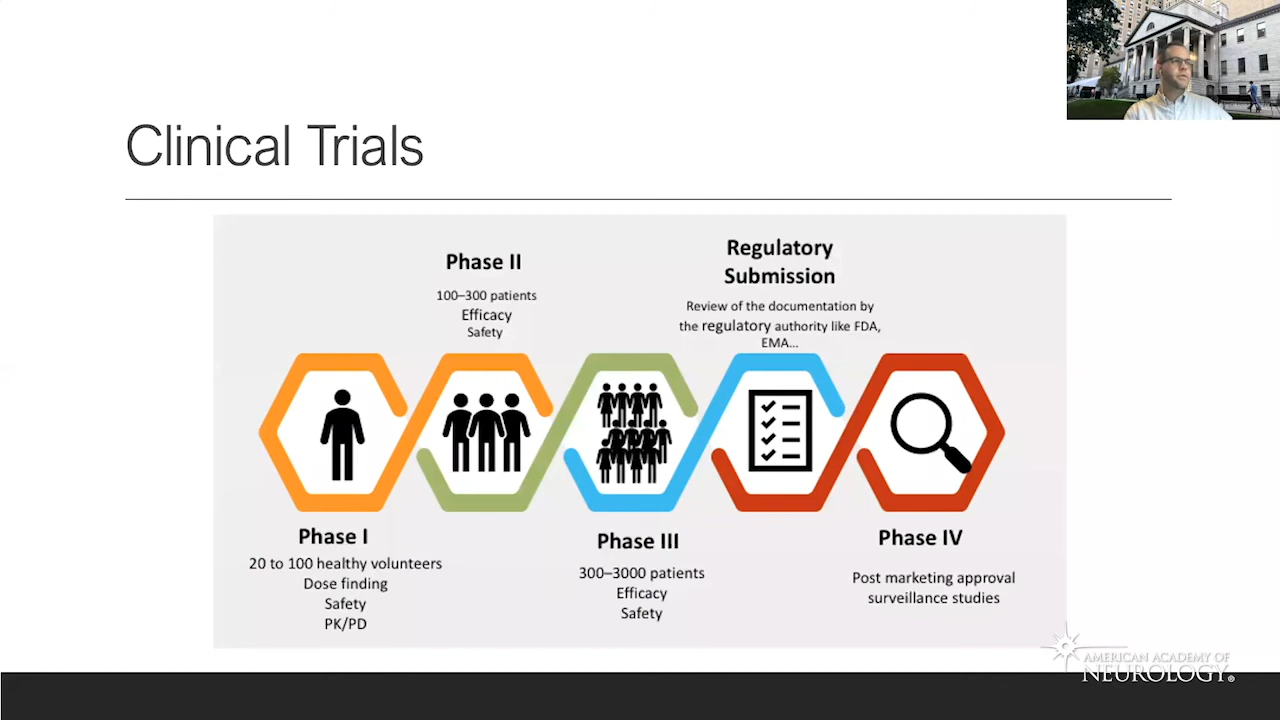 Clinical Trials
Phase II
100–300 patients
Efficacy
Safety
Regulatory
Submission
Review of the documentation by
the regulatory authority like FDA,
EMA...
Phase I
20 to 100 healthy volunteers
Dose finding
Safety
PK/PD
Phase III
300–3000 patients
Efficacy
Safety
Phase IV
Post marketing approval
surveillance studies
AMERICAN ACADEMY OF
NEUROLOGY®